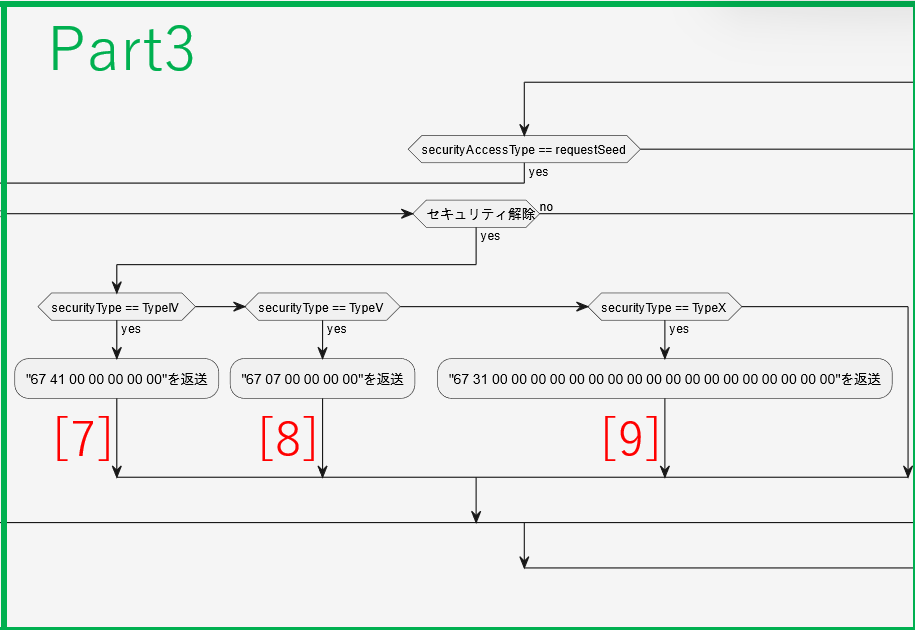 Part3
securityAccessType == requestSeed
yes
セキュリティ解除
no
yes
securityType == TypeIV
securityType == TypeV
securityType == TypeX
yes
yes
yes
"67 41 00 00 00 00 00"を返送
"67 07 00 00 00 00"を返送
"67 31 00 00 00 00 00 00 00 00 00 00 00 00 00 00 00 00 00 00"を返送
[7]
[8]
[9]